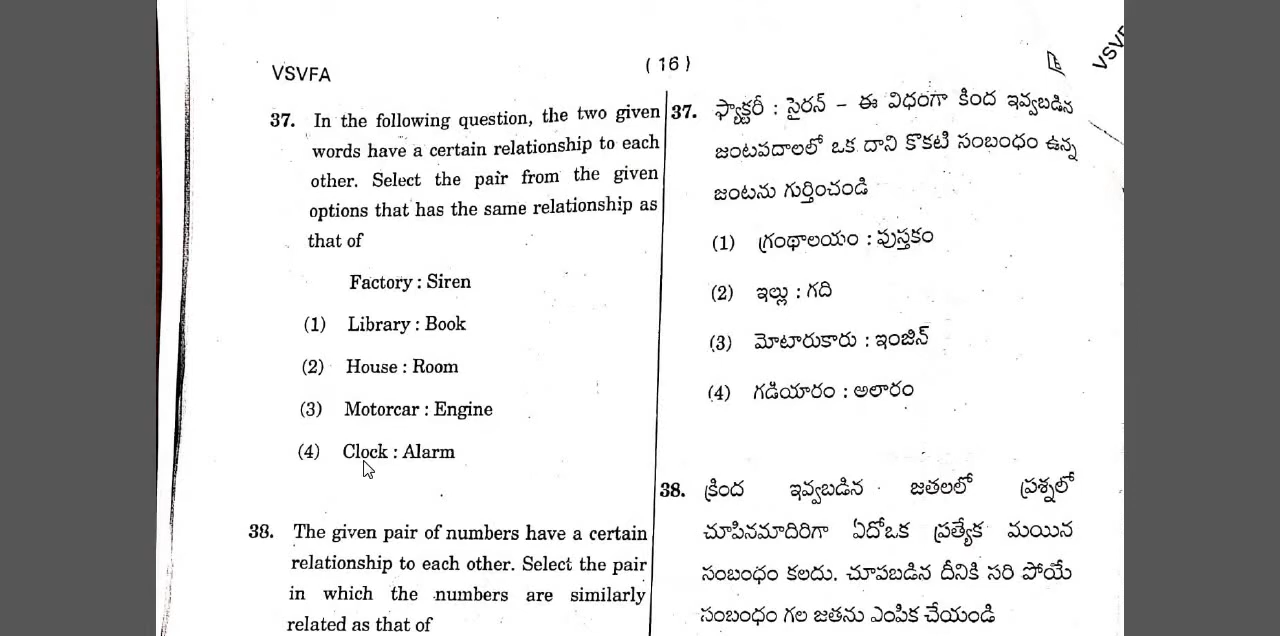 VSVFA
( 16 )
VSVF
37. In the following question, the two given
words have a certain relationship to each
other. Select the pair from the given
options that has the same relationship as
that of
Factory : Siren
(1) Library : Book
(2) House : Room
(3) Motorcar : Engine
(4) Clock : Alarm
38. The given pair of numbers have a certain
relationship to each other. Select the pair
in which the numbers are similarly
related as that of
37. ఫ్యాక్టరీ : సైరన్ – ఈ విధంగా కింద ఇవ్వబడిన
జంటపదాలలో ఒక దాని కొకటి సంబంధం ఉన్న
జంటను గుర్తించండి
(1) గ్రంథాలయం : పుస్తకం
(2) ఇల్లు : గది
(3) మోటారుకారు : ఇంజిన్
(4) గడియారం : అలారం
38. క్రింద ఇవ్వబడిన జతలలో ప్రశ్నలో
చూపినమాదిరిగా ఏదోఒక ప్రత్యేక మయిన
సంబంధం కలదు. చూపబడిన దీనికి సరి పోయే
సంబంధం గల జతను ఎంపిక చేయండి